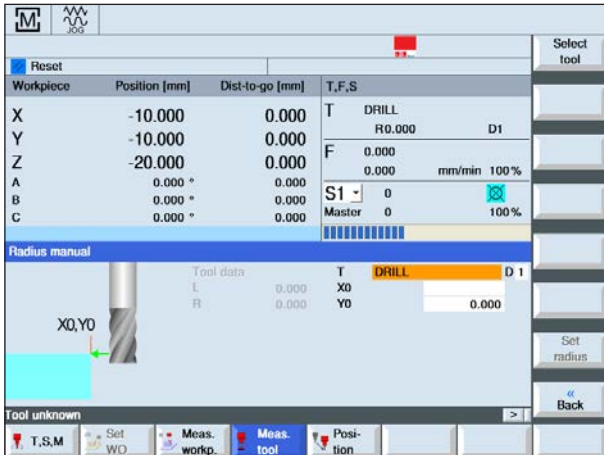 M
JOG
Select tool
Reset
Workpiece Position [mm] Dist-to-go [mm] T,F,S
X -10.000 0.000
Y -10.000 0.000
Z -20.000 0.000
A 0.000 ° 0.000
B 0.000 ° 0.000
C 0.000 ° 0.000
T DRILL
R0.000 D1
F 0.000
0.000 mm/min 100%
S1 0
Master 0 100%
Radius manual
Tool data
L 0.000
R 0.000
T DRILL D 1
X0
Y0 0.000
X0,Y0
Set radius
«
Back
Tool unknown >
T,S,M
Set WO
Meas. workp.
Meas. tool
Posi-
tion